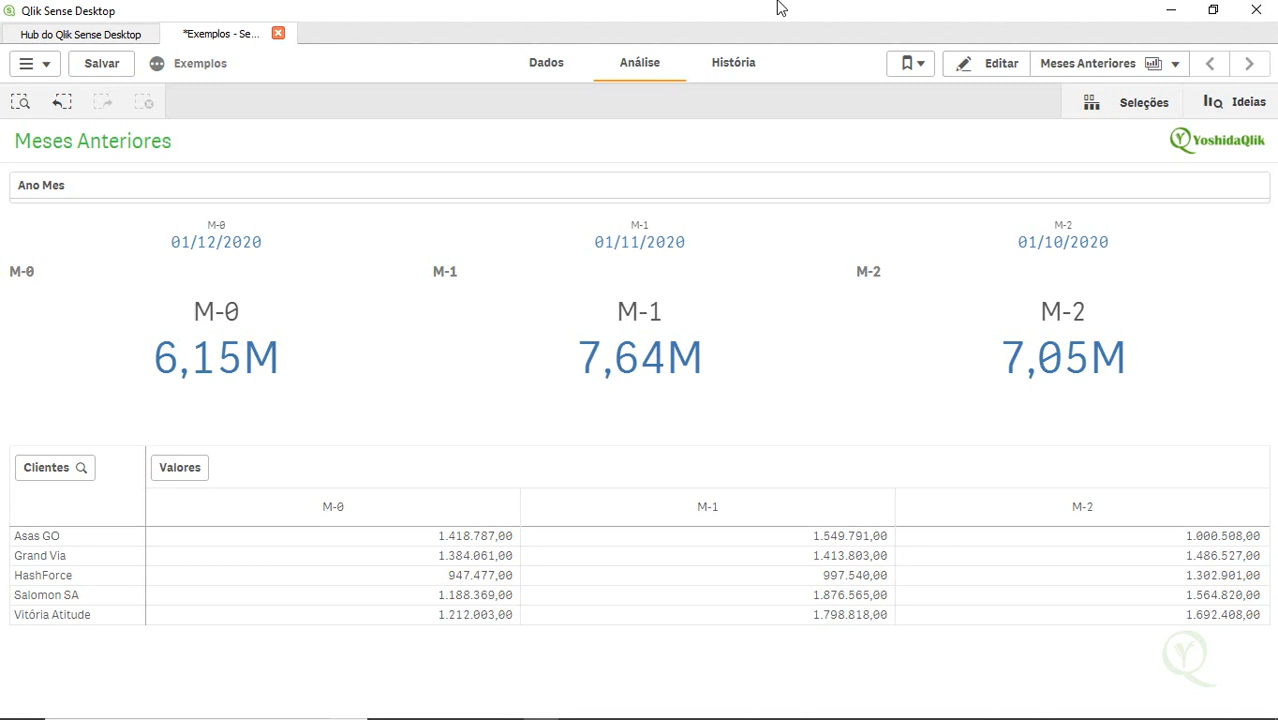 Qlik Sense Desktop
Hub do Qlik Sense Desktop
*Exemplos - Se...
Salvar
Exemplos
Dados
Análise
História
Editar
Meses Anteriores
Seleções
Ideias
Meses Anteriores
YoshidaQlik
Ano Mes
M-0 M-1 M-2
01/12/2020 01/11/2020 01/10/2020
M-0 M-1 M-2
M-0 M-1 M-2
6,15M 7,64M 7,05M
Clientes Valores
M-0 M-1 M-2
Asas GO 1.418.787,00 1.549.791,00 1.000.508,00
Grand Via 1.384.061,00 1.413.803,00 1.486.527,00
HashForce 947.477,00 997.540,00 1.302.901,00
Salomon SA 1.188.369,00 1.876.565,00 1.564.820,00
Vitória Atitude 1.212.003,00 1.798.818,00 1.692.408,00